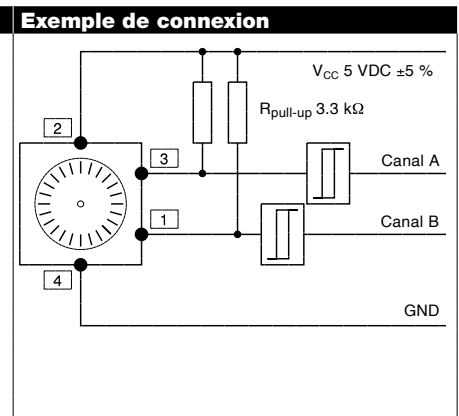 Exemple de connexion
V_CC 5 VDC ±5 %
R_pull-up 3.3 kΩ
2
3
Canal A
1
Canal B
4
GND